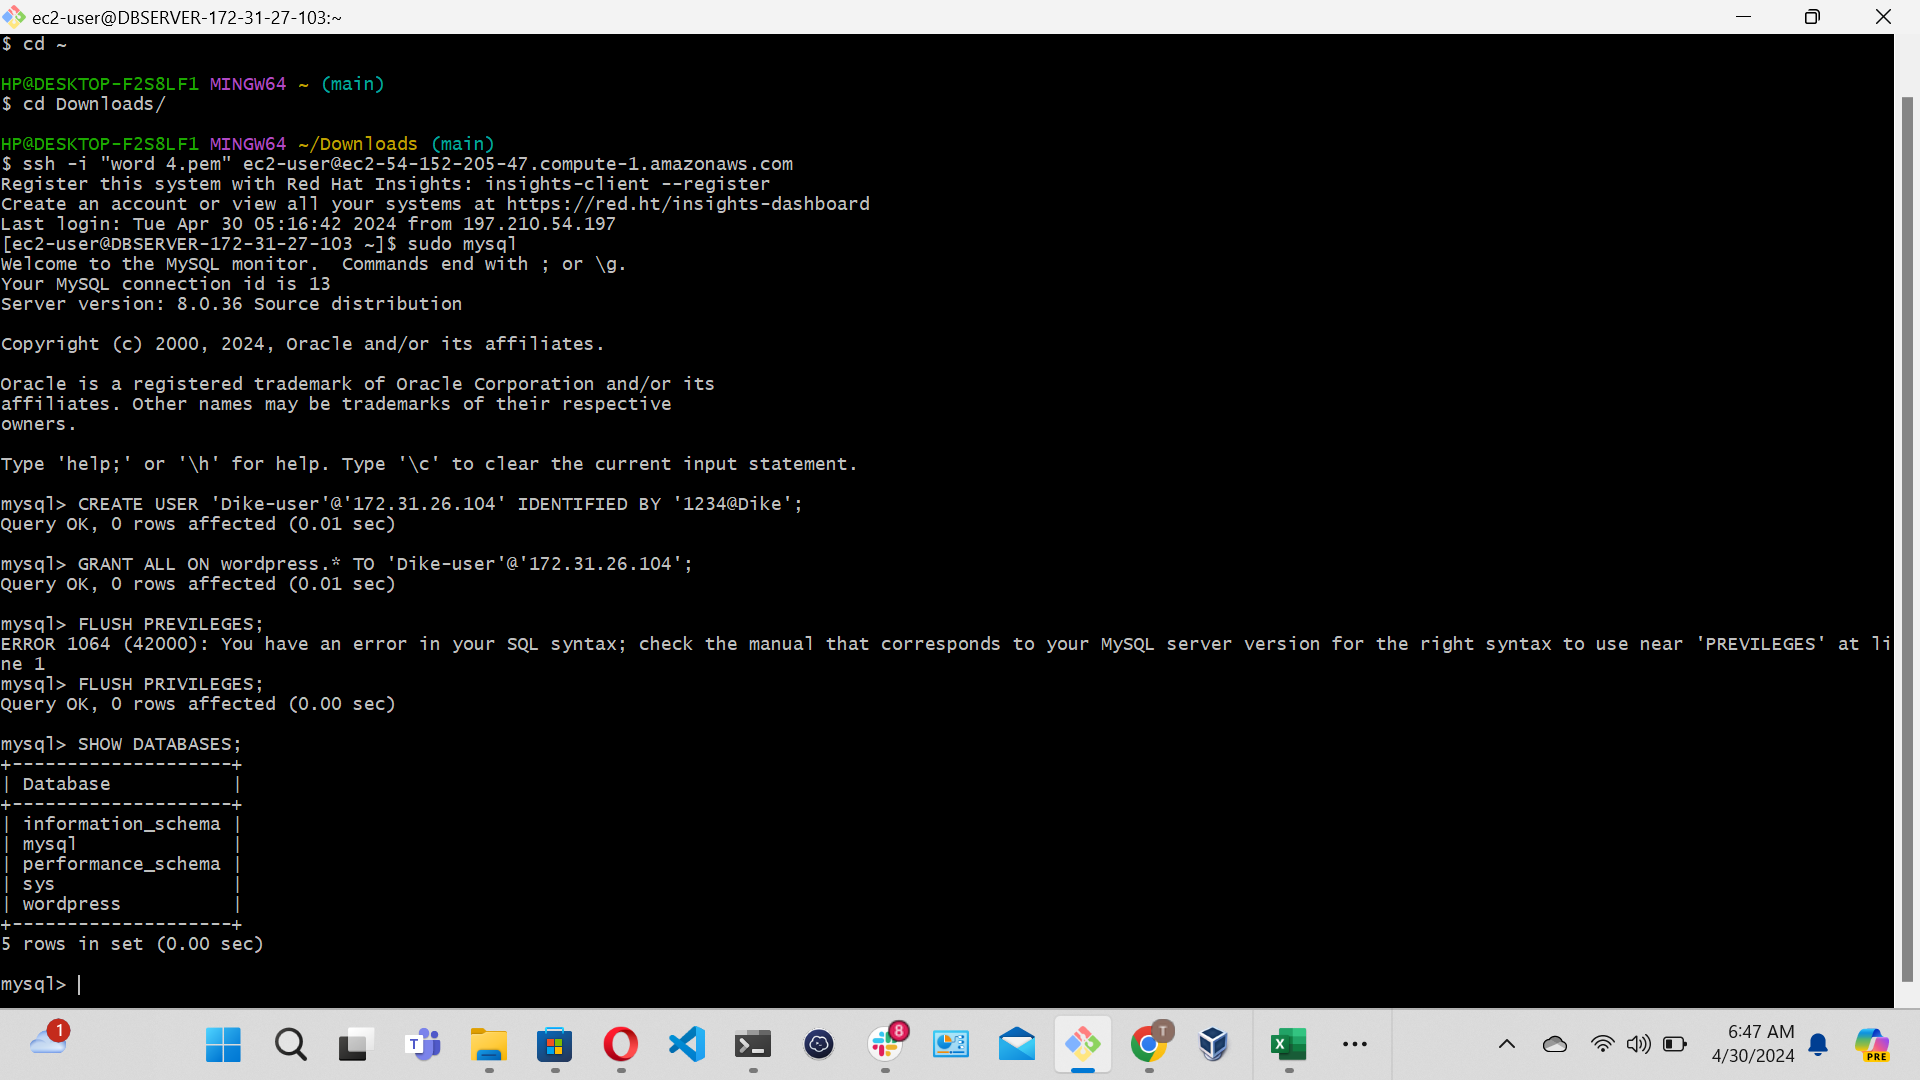 ec2-user@DBSERVER-172-31-27-103:~
$ cd ~
HP@DESKTOP-F2S8LF1 MINGW64 ~ (main)
$ cd Downloads/
HP@DESKTOP-F2S8LF1 MINGW64 ~/Downloads (main)
$ ssh -i "word 4.pem" ec2-user@ec2-54-152-205-47.compute-1.amazonaws.com
Register this system with Red Hat Insights: insights-client --register
Create an account or view all your systems at https://red.ht/insights-dashboard
Last login: Tue Apr 30 05:16:42 2024 from 197.210.54.197
[ec2-user@DBSERVER-172-31-27-103 ~]$ sudo mysql
Welcome to the MySQL monitor.  Commands end with ; or \g.
Your MySQL connection id is 13
Server version: 8.0.36 Source distribution
Copyright (c) 2000, 2024, Oracle and/or its affiliates.
Oracle is a registered trademark of Oracle Corporation and/or its
affiliates. Other names may be trademarks of their respective
owners.
Type 'help;' or '\h' for help. Type '\c' to clear the current input statement.
mysql> CREATE USER 'Dike-user'@'172.31.26.104' IDENTIFIED BY '1234@Dike';
Query OK, 0 rows affected (0.01 sec)
mysql> GRANT ALL ON wordpress.* TO 'Dike-user'@'172.31.26.104';
Query OK, 0 rows affected (0.01 sec)
mysql> FLUSH PREVILEGES;
ERROR 1064 (42000): You have an error in your SQL syntax; check the manual that corresponds to your MySQL server version for the right syntax to use near 'PREVILEGES' at li
ne 1
mysql> FLUSH PRIVILEGES;
Query OK, 0 rows affected (0.00 sec)
mysql> SHOW DATABASES;
+--------------------+
| Database           |
+--------------------+
| information_schema |
| mysql              |
| performance_schema |
| sys                |
| wordpress          |
+--------------------+
5 rows in set (0.00 sec)
mysql>
1
T
8
T
X
6:47 AM
4/30/2024
PRE